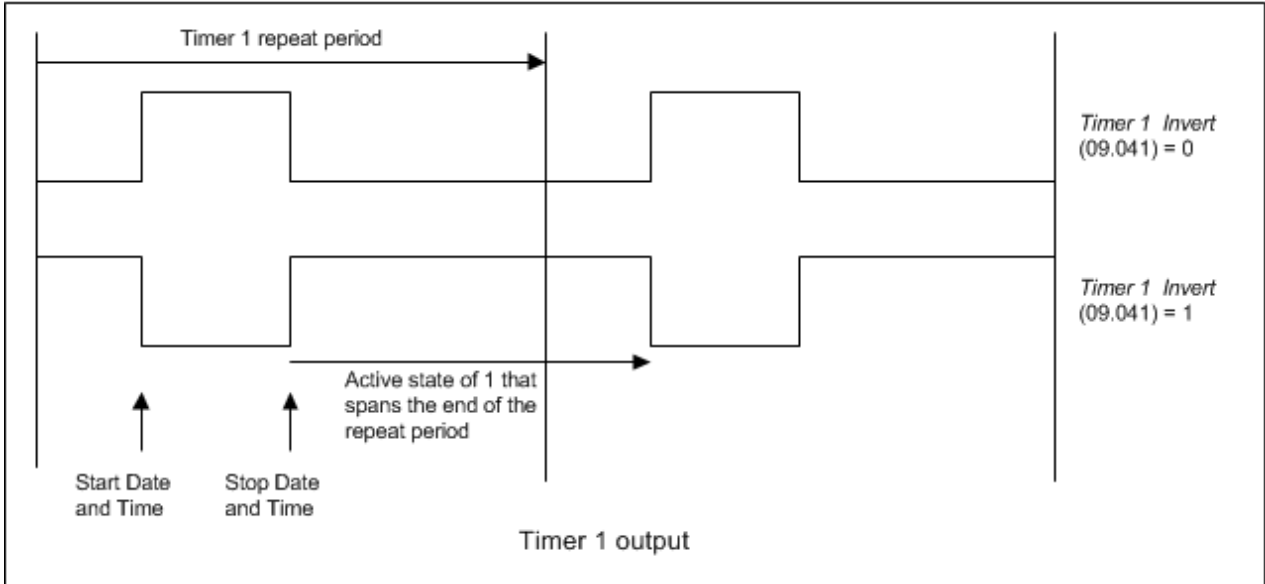 Timer 1 repeat period
Timer 1 Invert
(09.041) = 0
Timer 1 Invert
(09.041) = 1
Active state of 1 that
spans the end of the
repeat period
Start Date
and Time
Stop Date
and Time
Timer 1 output